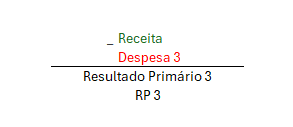 _ Receita
Despesa 3
Resultado Primário 3
RP 3